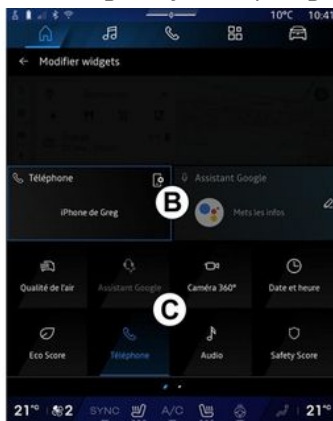 10°C 10:41
← Modifier widgets
Téléphone
Assistant Google
B
iPhone de Greg
Mets les infos
Qualité de l'air
Assistant Google
Caméra 360°
Date et heure
C
Eco Score
Téléphone
Audio
Safety Score
21° 2 SYNC A/C 21°